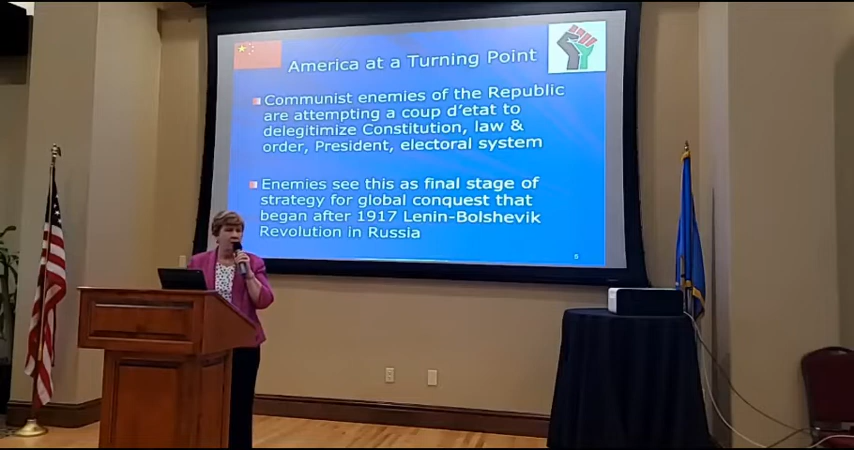 America at a Turning Point
Communist enemies of the Republic
are attempting a coup d'etat to
delegitimize Constitution, law &
order, President, electoral system
Enemies see this as final stage of
strategy for global conquest that
began after 1917 Lenin-Bolshevik
Revolution in Russia
5